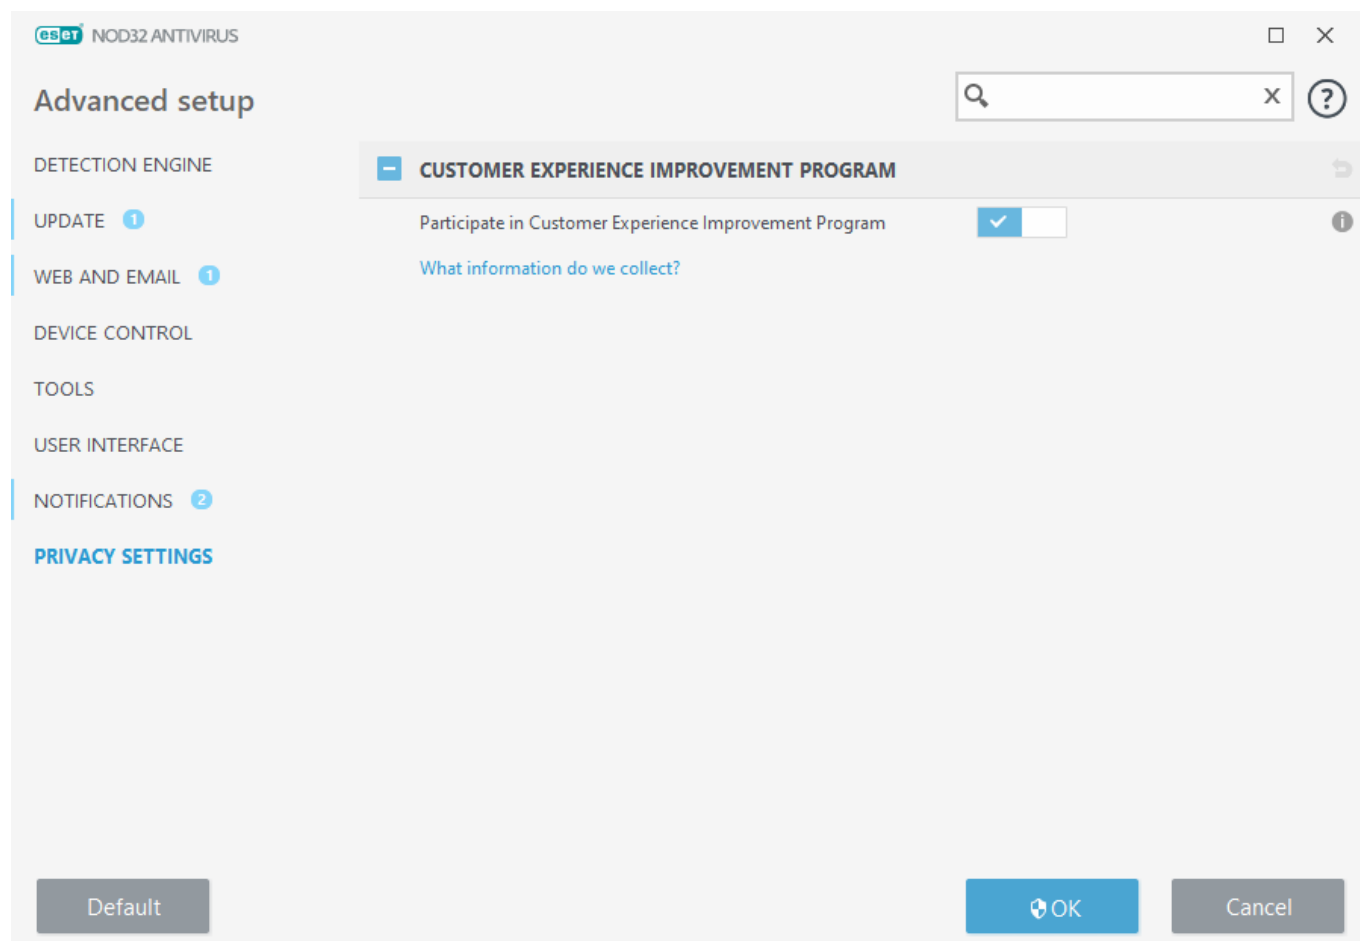 eset NOD32 ANTIVIRUS
Advanced setup
DETECTION ENGINE
UPDATE 1
WEB AND EMAIL 1
DEVICE CONTROL
TOOLS
USER INTERFACE
NOTIFICATIONS 2
PRIVACY SETTINGS
CUSTOMER EXPERIENCE IMPROVEMENT PROGRAM
Participate in Customer Experience Improvement Program
What information do we collect?
Default
OK
Cancel